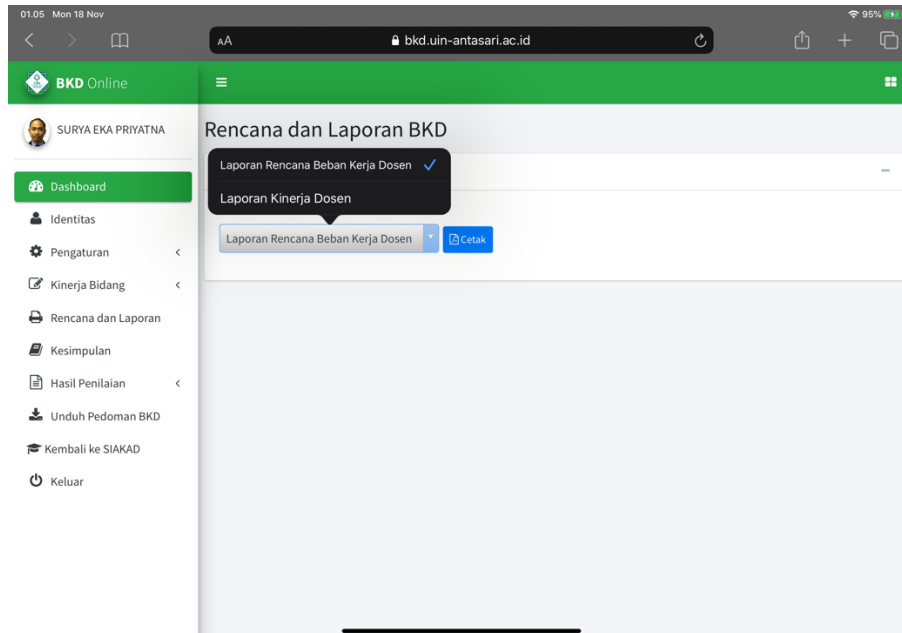 01.05 Mon 18 Nov
95%
AA
bkd.uin-antasari.ac.id
BKD Online
SURYA EKA PRIYATNA
Rencana dan Laporan BKD
Laporan Rencana Beban Kerja Dosen
Laporan Kinerja Dosen
Laporan Rencana Beban Kerja Dosen
Cetak
Dashboard
Identitas
Pengaturan
Kinerja Bidang
Rencana dan Laporan
Kesimpulan
Hasil Penilaian
Unduh Pedoman BKD
Kembali ke SIAKAD
Keluar